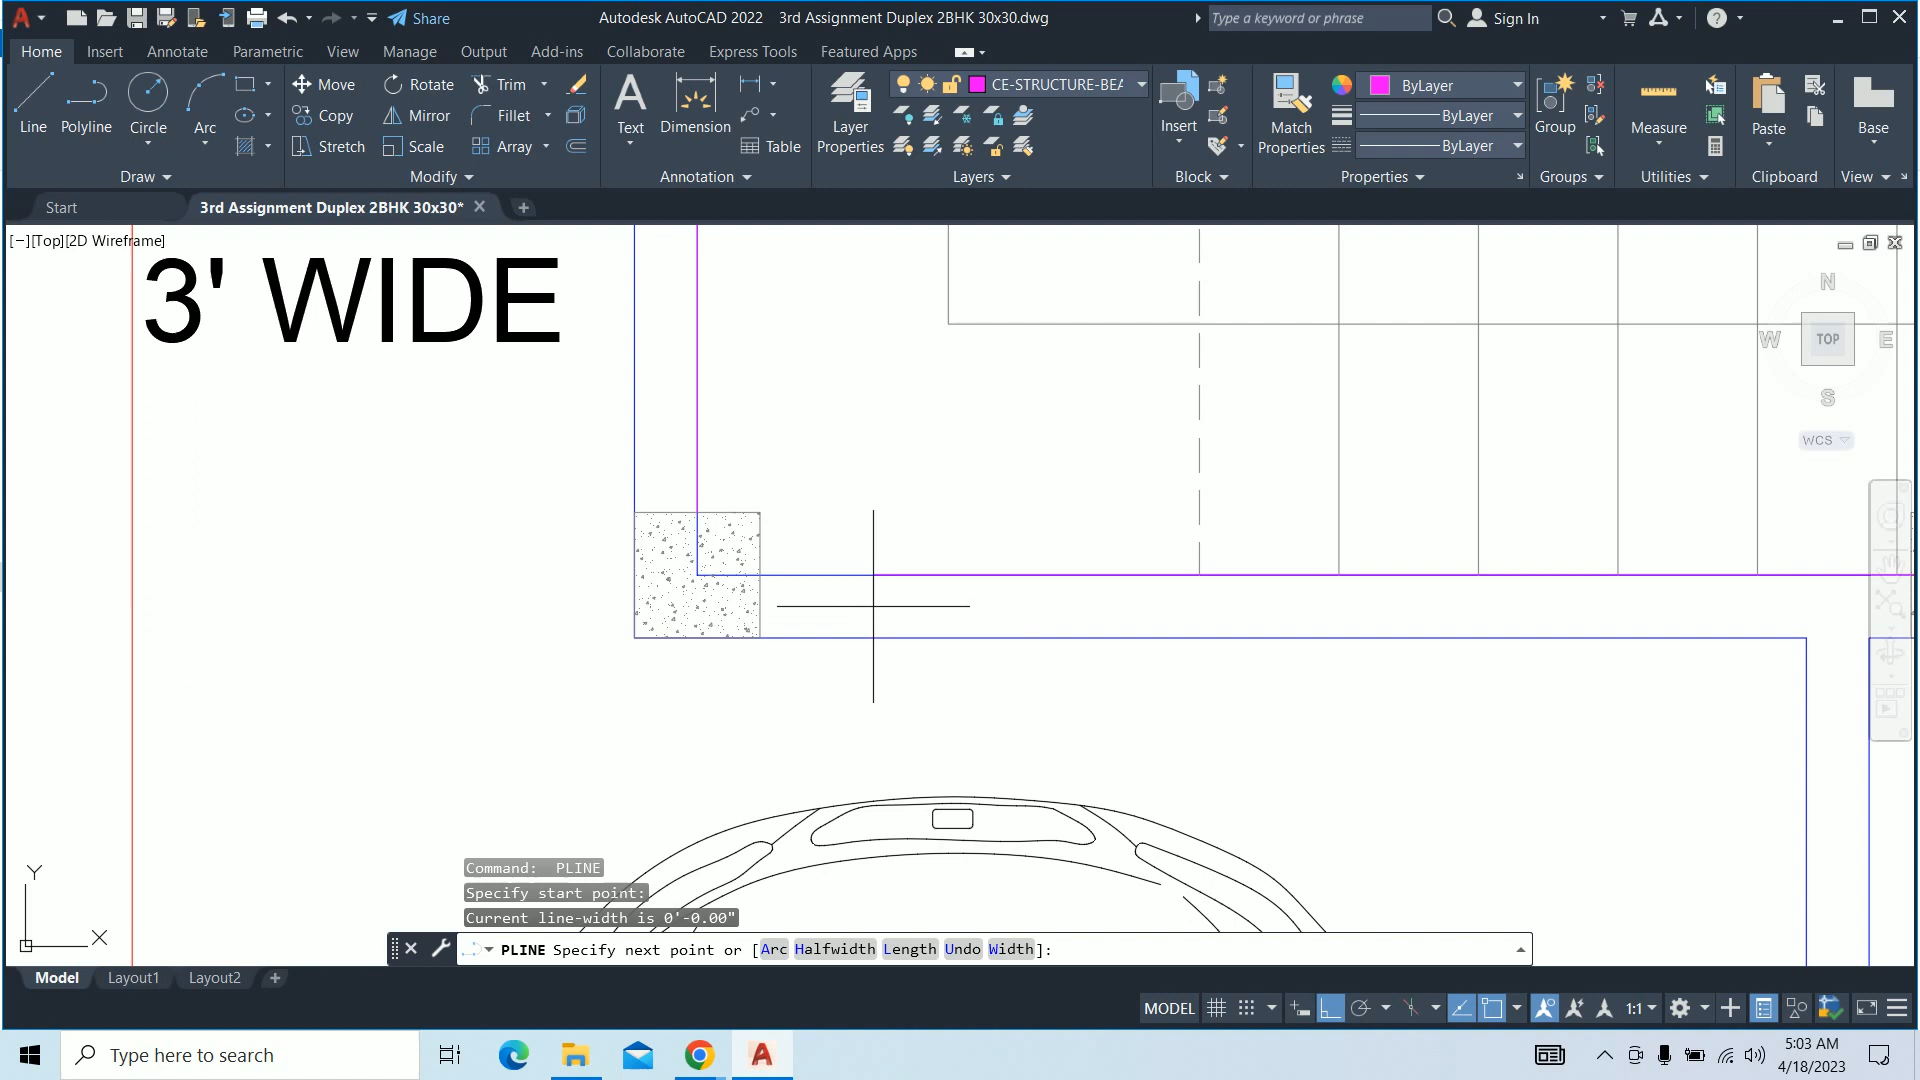 Share
Autodesk AutoCAD 2022 3rd Assignment Duplex 2BHK 30x30.dwg
Type a keyword or phrase
Sign In
Home Insert Annotate Parametric View Manage Output Add-ins Collaborate Express Tools Featured Apps
Line Polyline Circle Arc
Move Rotate Trim
Copy Mirror Fillet
Stretch Scale Array
Text Dimension Table
Layer Properties
CE-STRUCTURE-BEA
Insert
Match Properties
ByLayer
ByLayer
ByLayer
Group
Measure
Paste
Base
Draw Modify Annotation Layers Block Properties Groups Utilities Clipboard View
Start 3rd Assignment Duplex 2BHK 30x30*
[−][Top][2D Wireframe]
3' WIDE
N
W TOP E
S
WCS
Y
X
Command: PLINE
Specify start point:
Current line-width is 0'-0.00"
PLINE Specify next point or [Arc Halfwidth Length Undo Width]:
Model Layout1 Layout2
MODEL 1:1
Type here to search
5:03 AM
4/18/2023